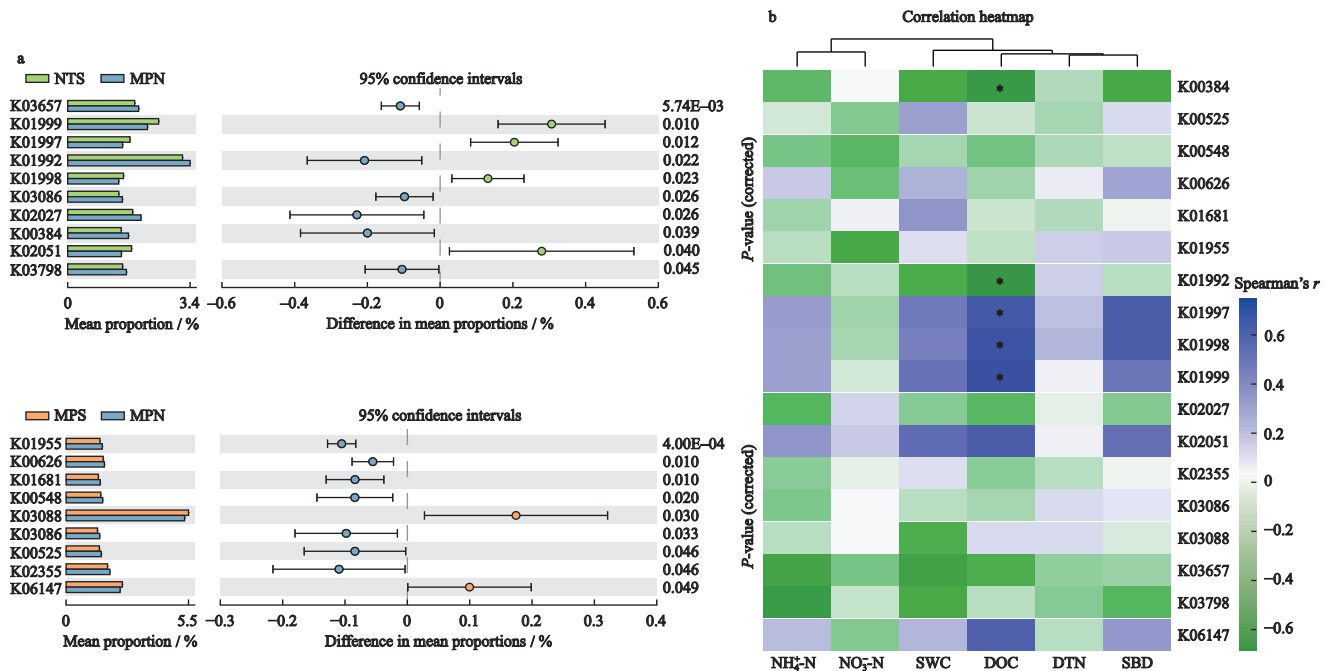 a
NTS MPN
95% confidence intervals
K03657 5.74E−03
K01999 0.010
K01997 0.012
K01992 0.022
K01998 0.023
K03086 0.026
K02027 0.026
K00384 0.039
K02051 0.040
K03798 0.045
P-value (corrected)
0 3.4
−0.6 −0.4 −0.2 0 0.2 0.4 0.6
Mean proportion / %
Difference in mean proportions / %
MPS MPN
95% confidence intervals
K01955 4.00E−04
K00626 0.010
K01681 0.010
K00548 0.020
K03088 0.030
K03086 0.033
K00525 0.046
K02355 0.046
K06147 0.049
P-value (corrected)
0 5.5
−0.3 −0.2 −0.1 0 0.1 0.2 0.3 0.4
Mean proportion / %
Difference in mean proportions / %
b
Correlation heatmap
K00384
*
K00525
K00548
K00626
K01681
K01955
K01992
*
K01997
*
K01998
*
K01999
*
K02027
K02051
K02355
K03086
K03088
K03657
K03798
K06147
NH₄⁺-N NO₃⁻-N SWC DOC DTN SBD
Spearman's r
0.6
0.4
0.2
0
−0.2
−0.4
−0.6